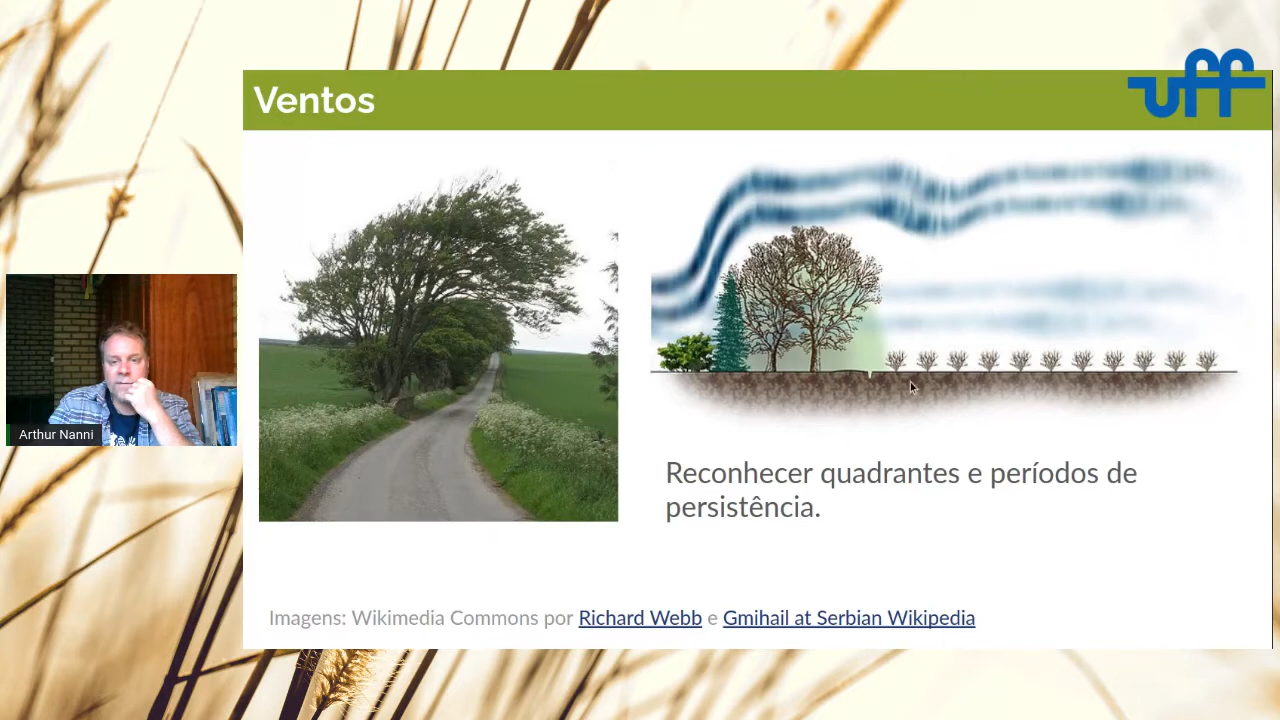 Ventos
uff
Arthur Nanni
Reconhecer quadrantes e períodos de
persistência.
Imagens: Wikimedia Commons por Richard Webb e Gmihail at Serbian Wikipedia